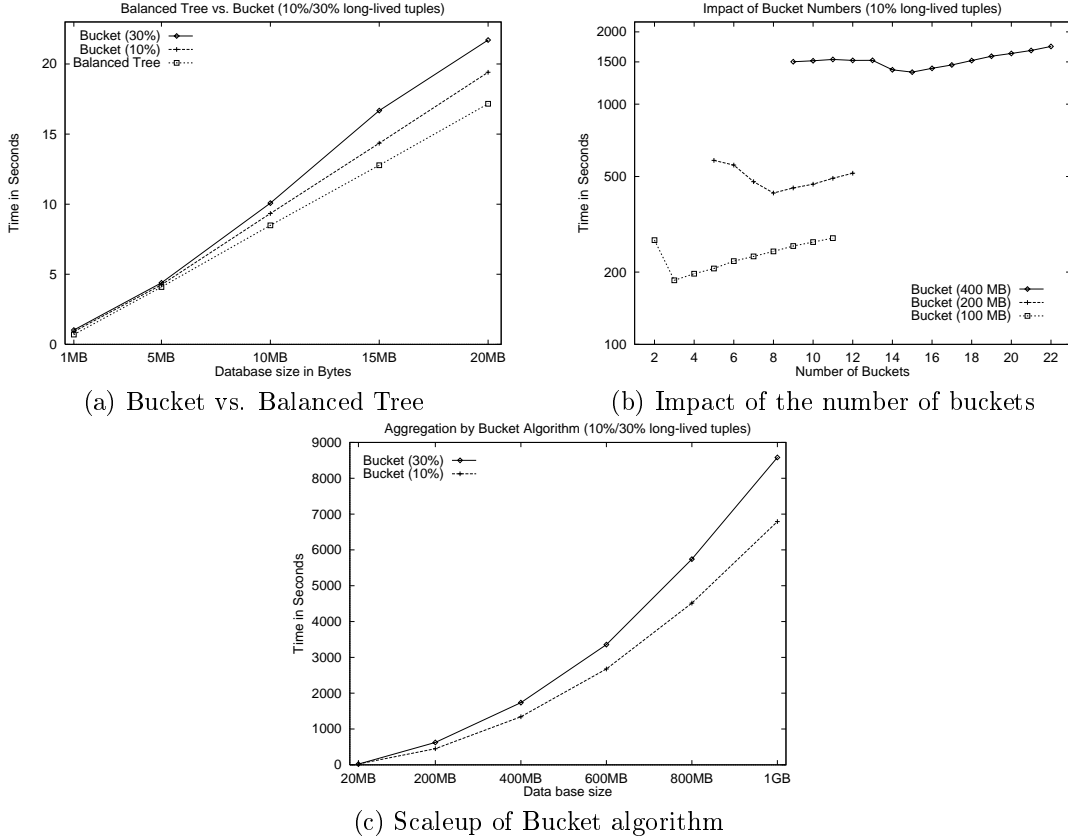 Balanced Tree vs. Bucket (10%/30% long-lived tuples)
Bucket (30%)
Bucket (10%)
Balanced Tree
Time in Seconds
20
15
10
5
0
1MB 5MB 10MB 15MB 20MB
Database size in Bytes
(a) Bucket vs. Balanced Tree
Impact of Bucket Numbers (10% long-lived tuples)
Time in Seconds
2000
1500
1000
500
200
100
Bucket (400 MB)
Bucket (200 MB)
Bucket (100 MB)
2 4 6 8 10 12 14 16 18 20 22
Number of Buckets
(b) Impact of the number of buckets
Aggregation by Bucket Algorithm (10%/30% long-lived tuples)
Bucket (30%)
Bucket (10%)
Time in Seconds
9000
8000
7000
6000
5000
4000
3000
2000
1000
0
20MB 200MB 400MB 600MB 800MB 1GB
Data base size
(c) Scaleup of Bucket algorithm